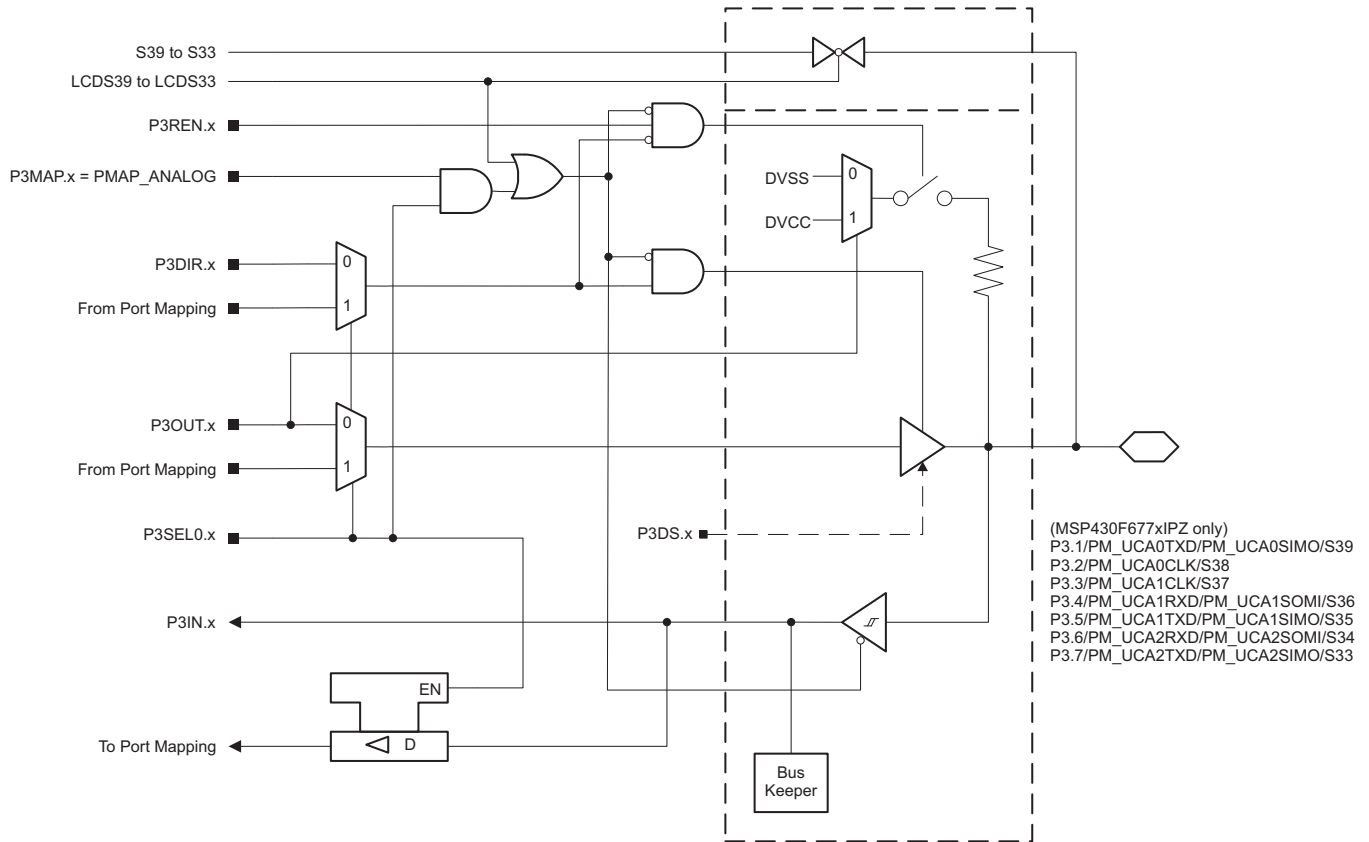 S39 to S33
LCDS39 to LCDS33
P3REN.x
P3MAP.x = PMAP_ANALOG
DVSS
0
DVCC
1
P3DIR.x
0
From Port Mapping
1
P3OUT.x
0
From Port Mapping
1
P3SEL0.x
P3DS.x
(MSP430F677xIPZ only)
P3.1/PM_UCA0TXD/PM_UCA0SIMO/S39
P3.2/PM_UCA0CLK/S38
P3.3/PM_UCA1CLK/S37
P3.4/PM_UCA1RXD/PM_UCA1SOMI/S36
P3.5/PM_UCA1TXD/PM_UCA1SIMO/S35
P3.6/PM_UCA2RXD/PM_UCA2SOMI/S34
P3.7/PM_UCA2TXD/PM_UCA2SIMO/S33
P3IN.x
EN
To Port Mapping
D
Bus
Keeper